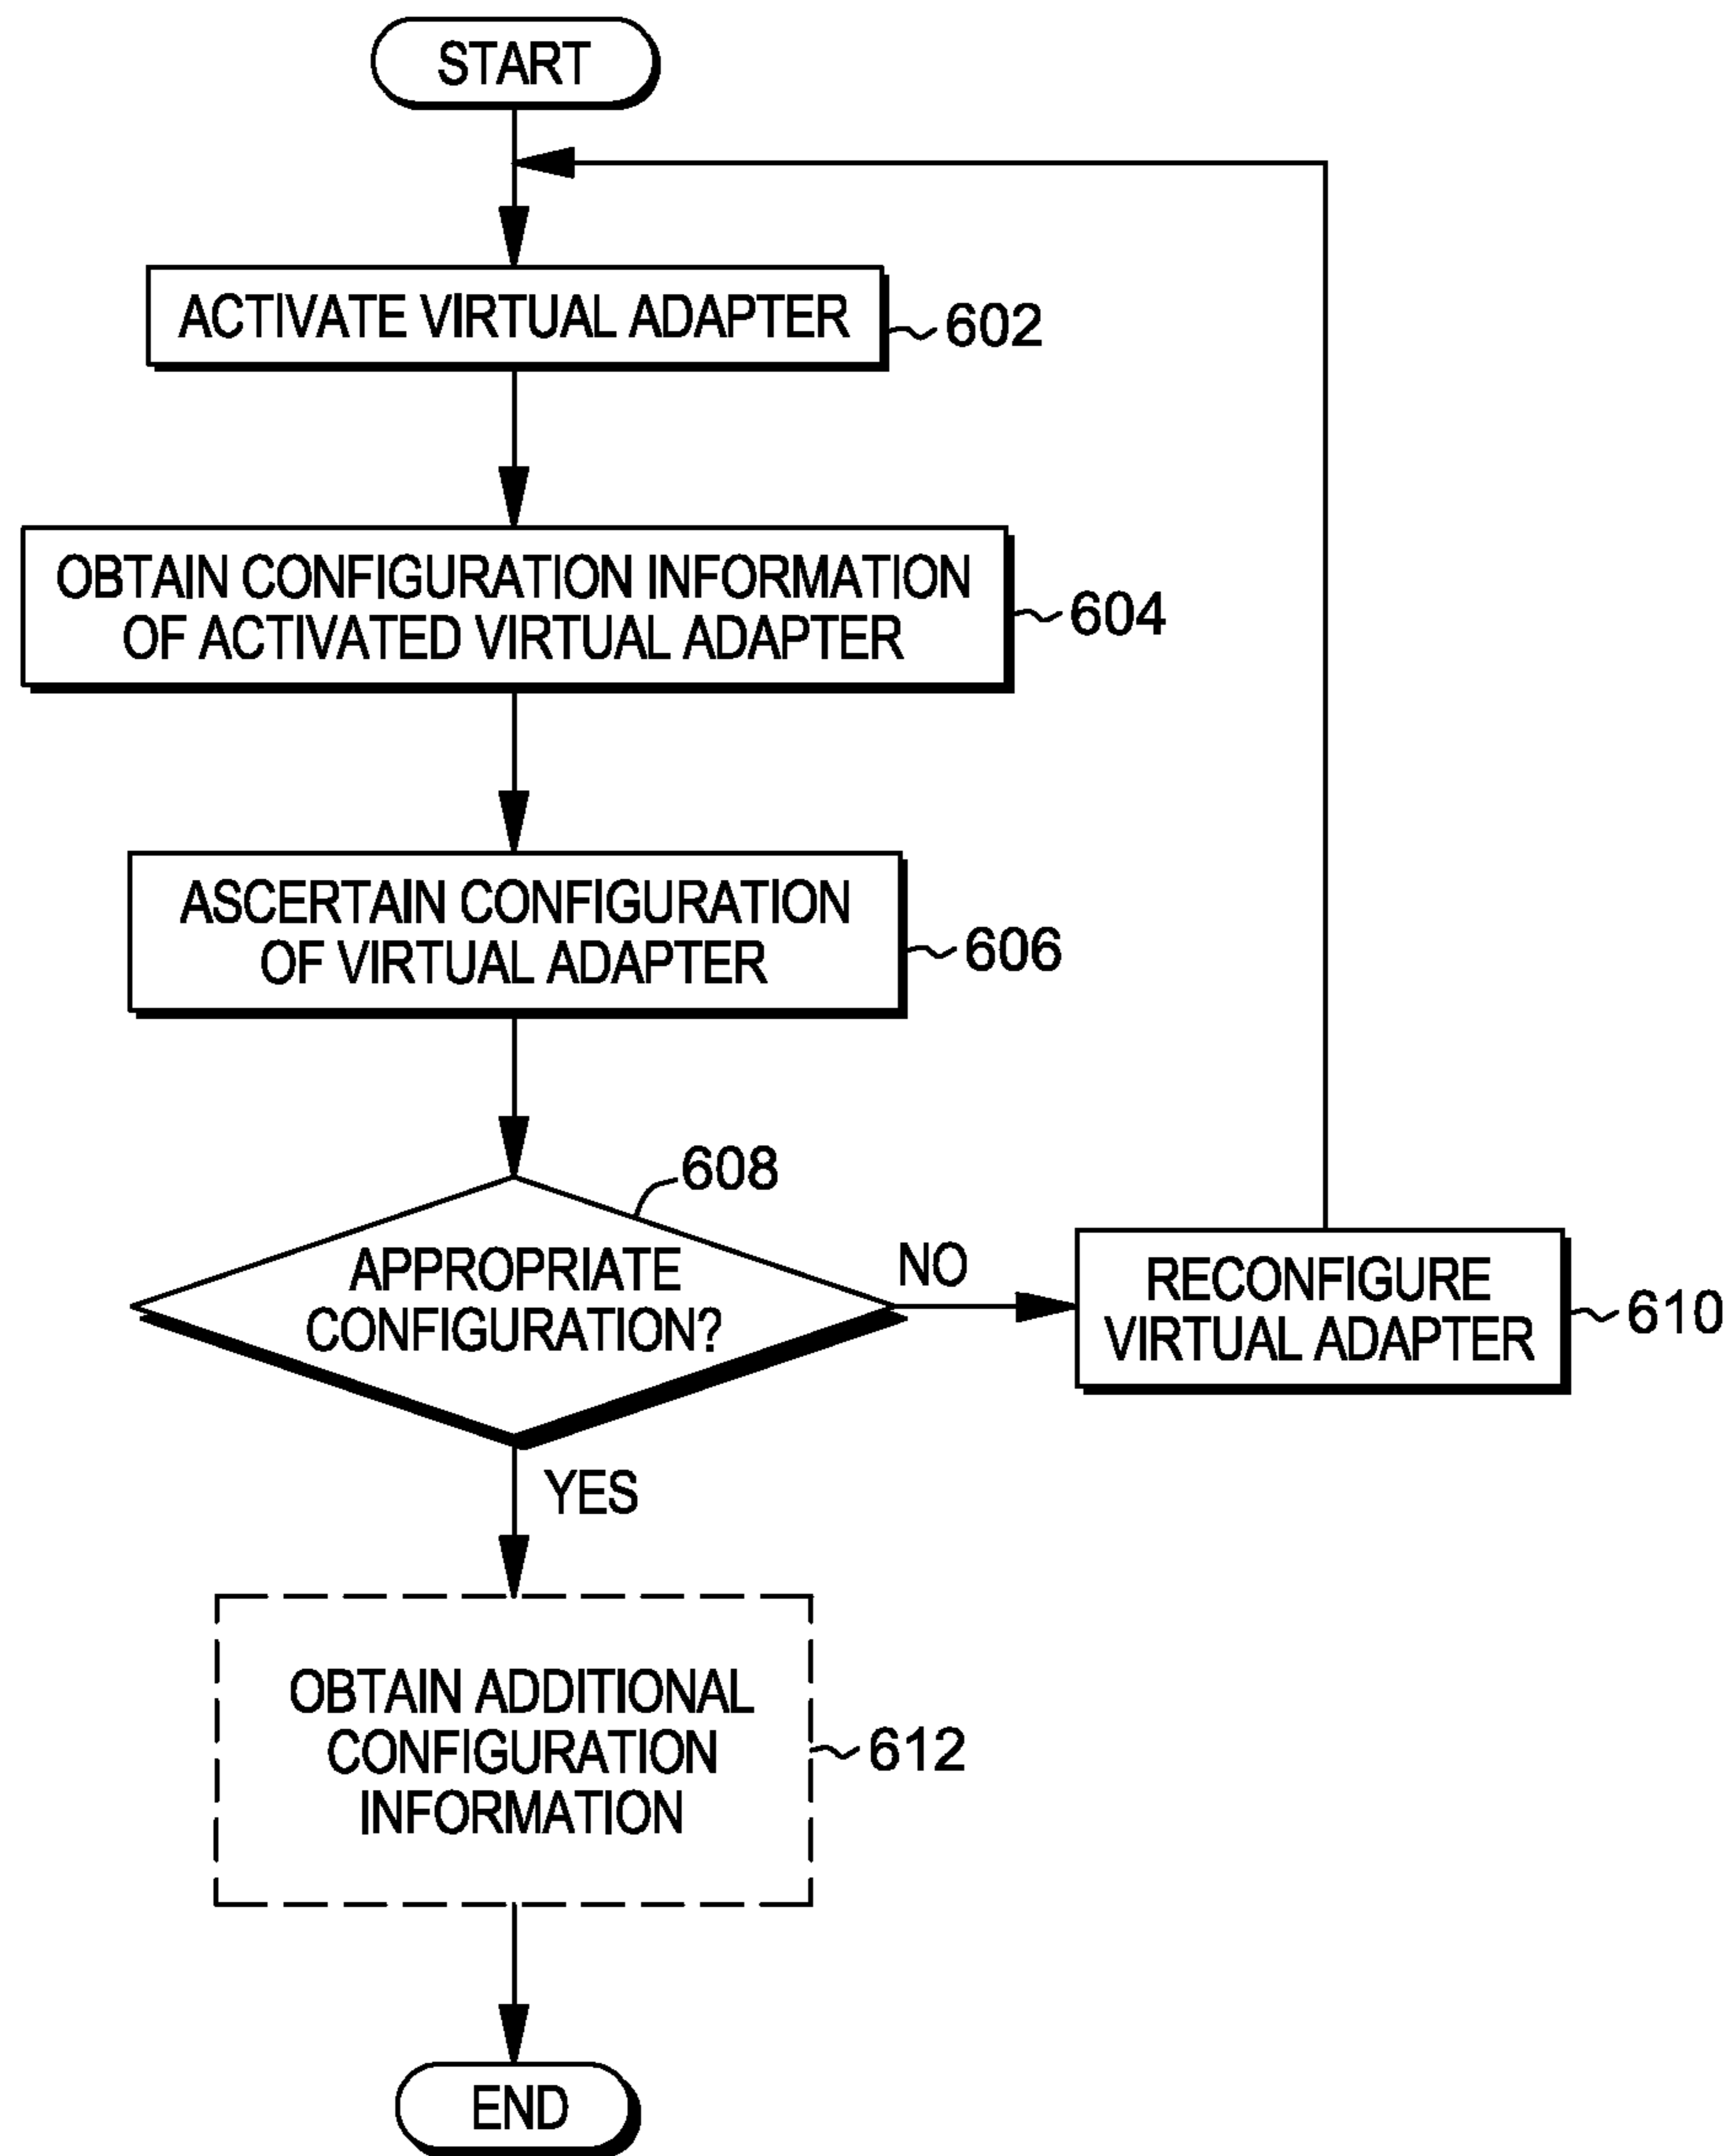 START
ACTIVATE VIRTUAL ADAPTER
602
OBTAIN CONFIGURATION INFORMATION
OF ACTIVATED VIRTUAL ADAPTER
604
ASCERTAIN CONFIGURATION
OF VIRTUAL ADAPTER
606
608
APPROPRIATE
CONFIGURATION?
NO
RECONFIGURE
VIRTUAL ADAPTER
610
YES
OBTAIN ADDITIONAL
CONFIGURATION
INFORMATION
612
END